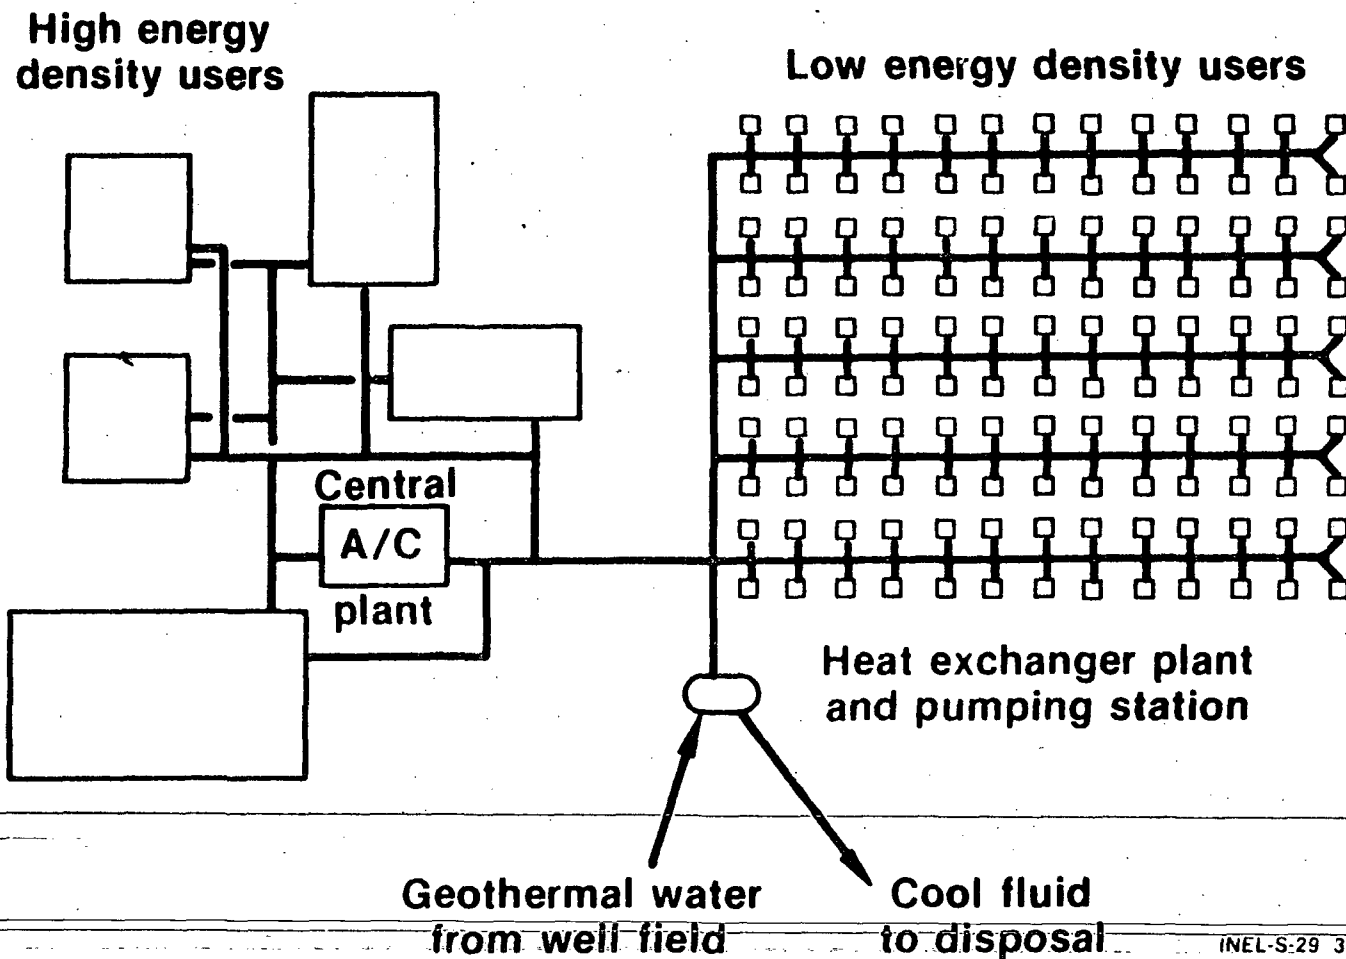 High energy
density users
Low energy density users
Central
A/C
plant
Heat exchanger plant
and pumping station
Geothermal water
from well field
Cool fluid
to disposal
INEL-S-29 3